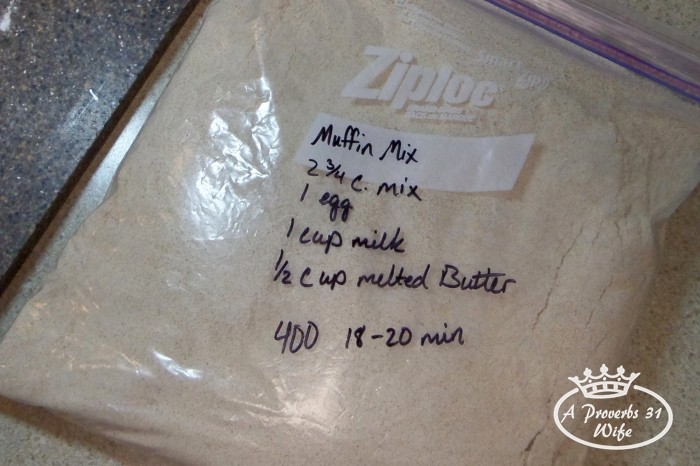 Ziploc
Muffin Mix
2 3/4 c. mix
1 egg
1 cup milk
1/2 cup melted Butter
400 18-20 min
A Proverbs 31
Wife